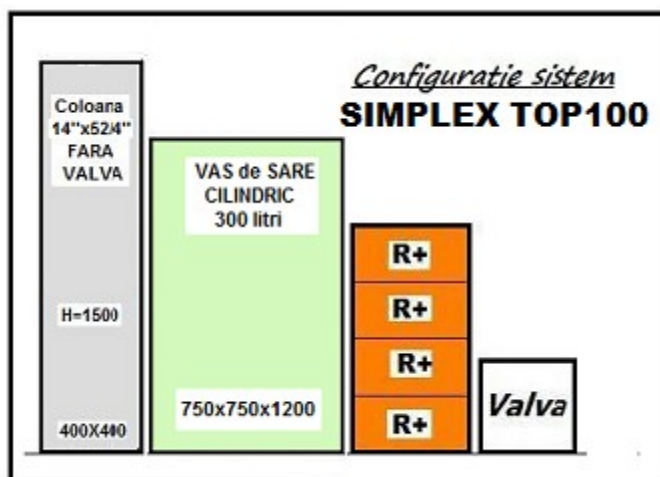 Configuratie sistem
SIMPLEX TOP100
Coloana
14"x52/4"
FARA
VALVA
H=1500
400X400
VAS de SARE
CILINDRIC
300 litri
750x750x1200
R+
R+
R+
R+
Valva